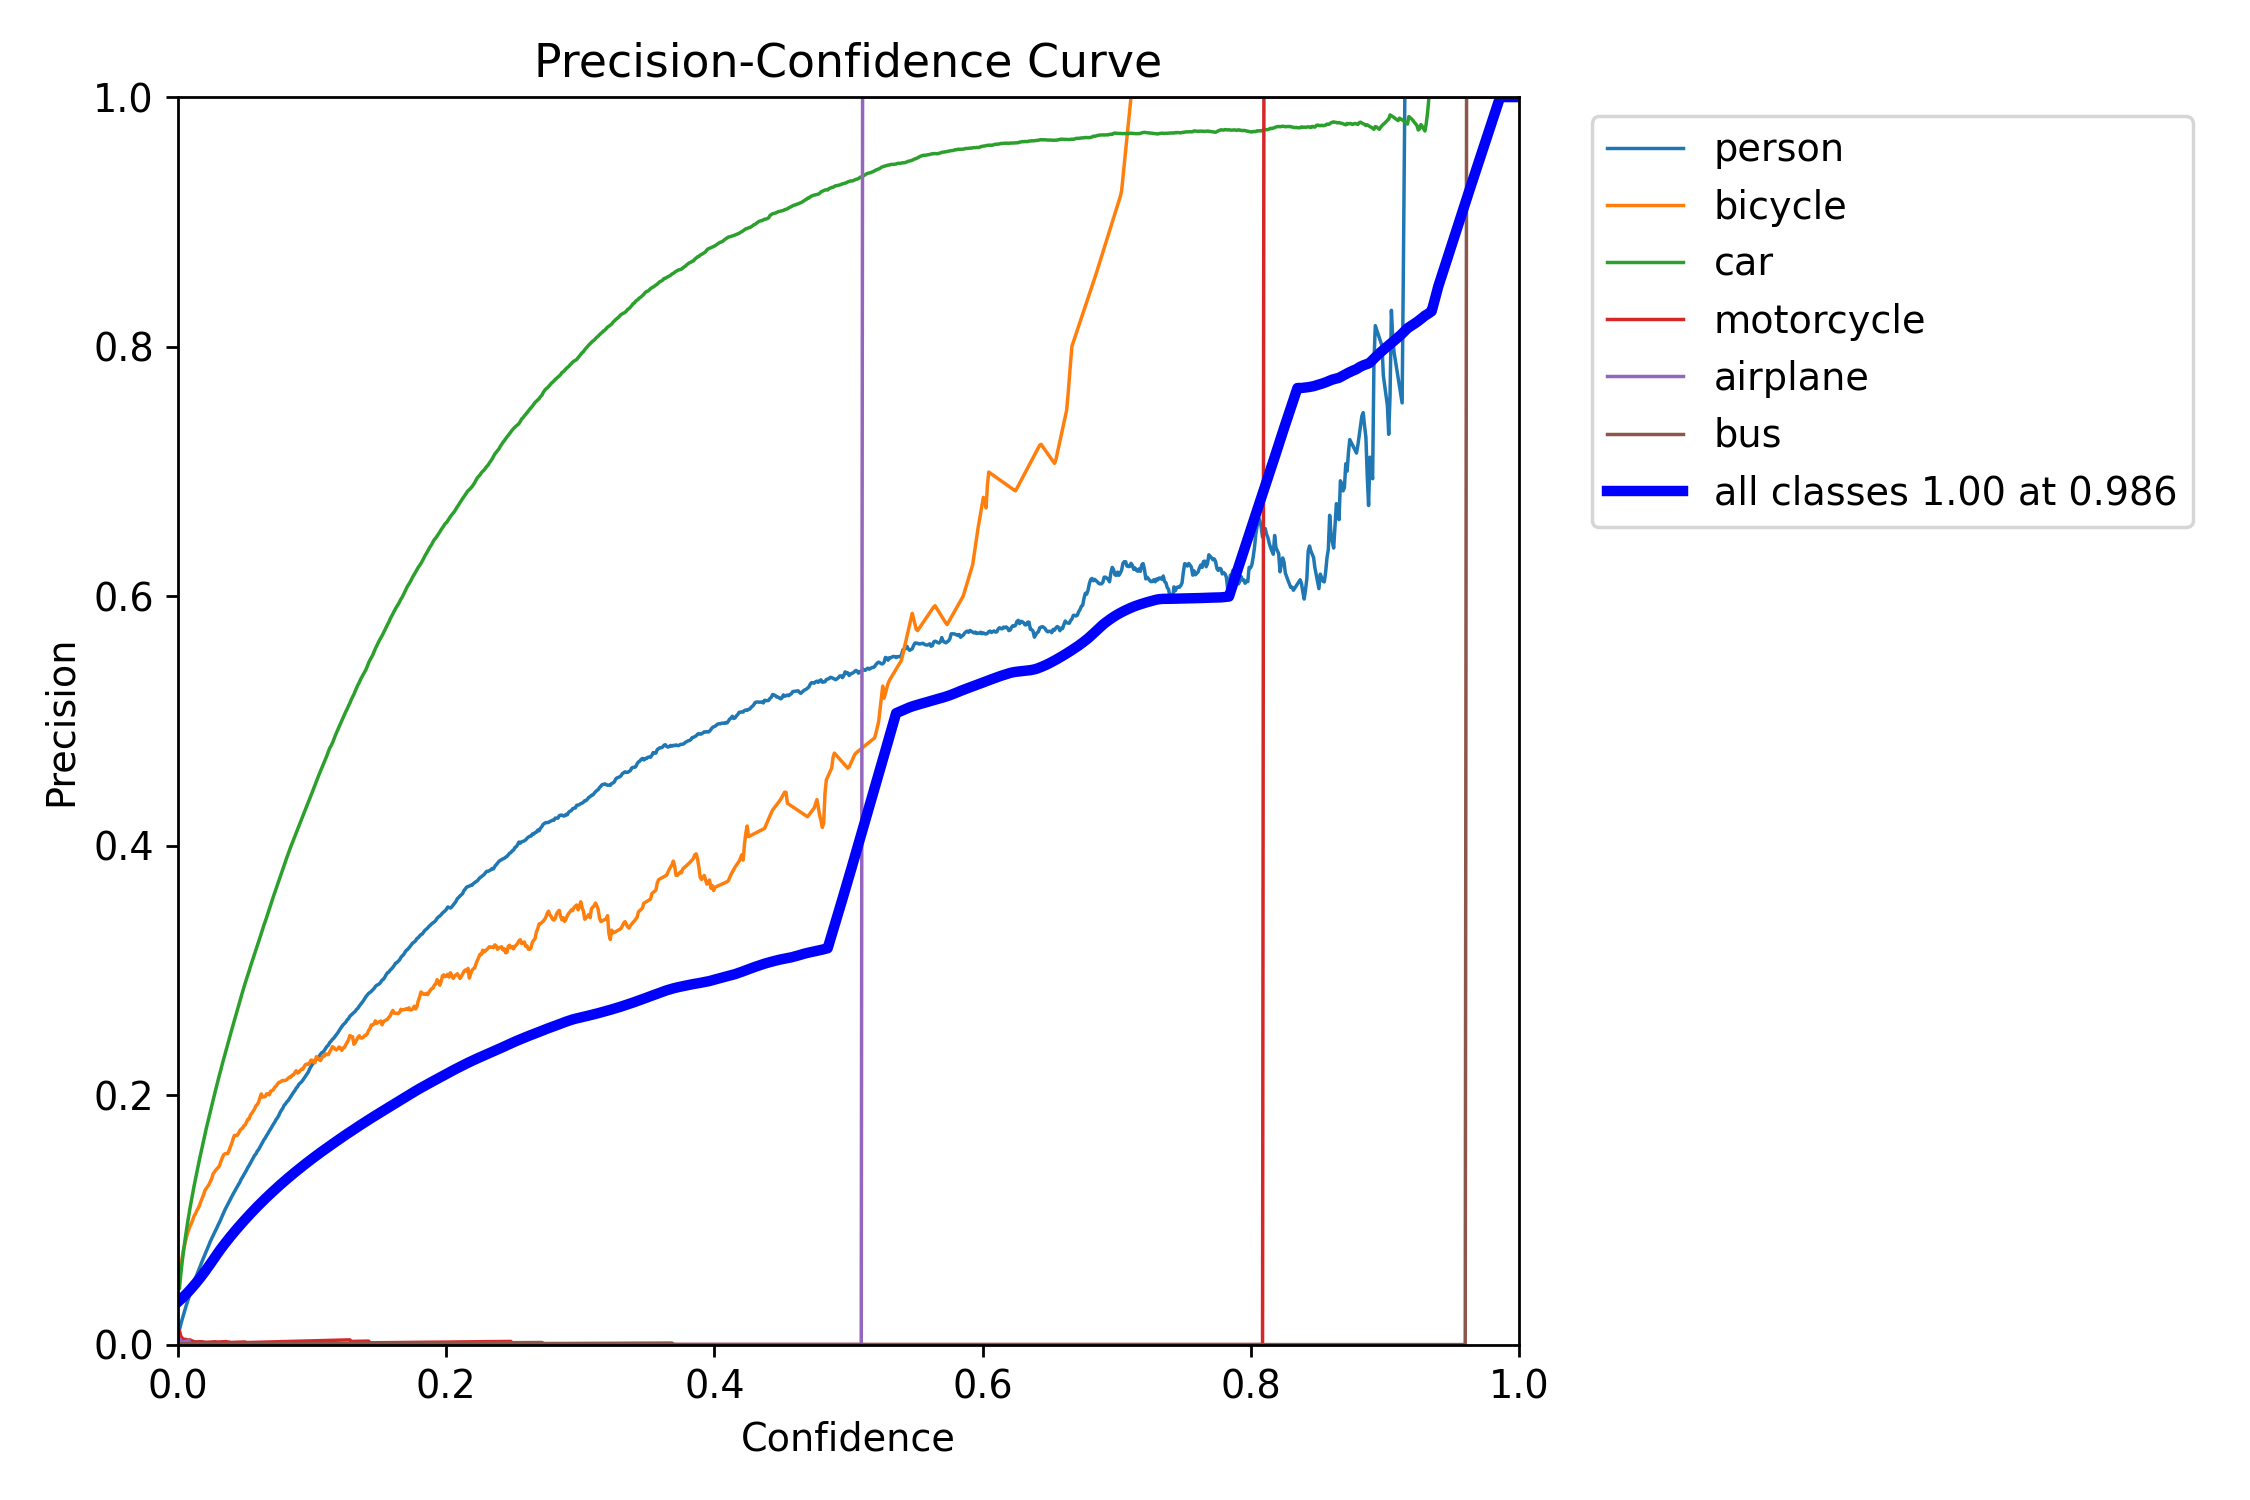 Precision-Confidence Curve
1.0
0.8
0.6
0.4
0.2
0.0
Precision
0.0 0.2 0.4 0.6 0.8 1.0
Confidence
person
bicycle
car
motorcycle
airplane
bus
all classes 1.00 at 0.986